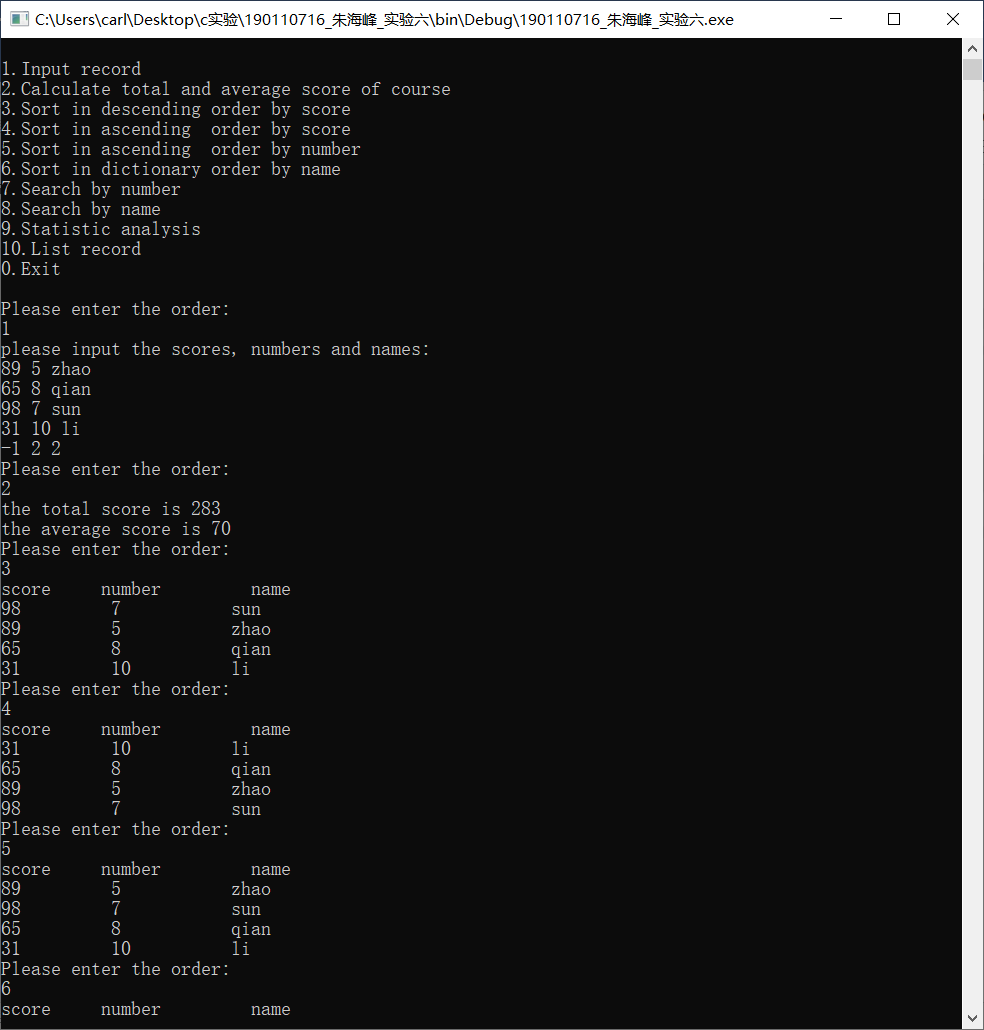 C:\Users\carl\Desktop\c实验\190110716_朱海峰_实验六\bin\Debug\190110716_朱海峰_实验六.exe
1.Input record
2.Calculate total and average score of course
3.Sort in descending order by score
4.Sort in ascending  order by score
5.Sort in ascending  order by number
6.Sort in dictionary order by name
7.Search by number
8.Search by name
9.Statistic analysis
10.List record
0.Exit
Please enter the order:
1
please input the scores, numbers and names:
89 5 zhao
65 8 qian
98 7 sun
31 10 li
-1 2 2
Please enter the order:
2
the total score is 283
the average score is 70
Please enter the order:
3
score     number         name
98         7           sun
89         5           zhao
65         8           qian
31         10          li
Please enter the order:
4
score     number         name
31         10          li
65         8           qian
89         5           zhao
98         7           sun
Please enter the order:
5
score     number         name
89         5           zhao
98         7           sun
65         8           qian
31         10          li
Please enter the order:
6
score     number         name